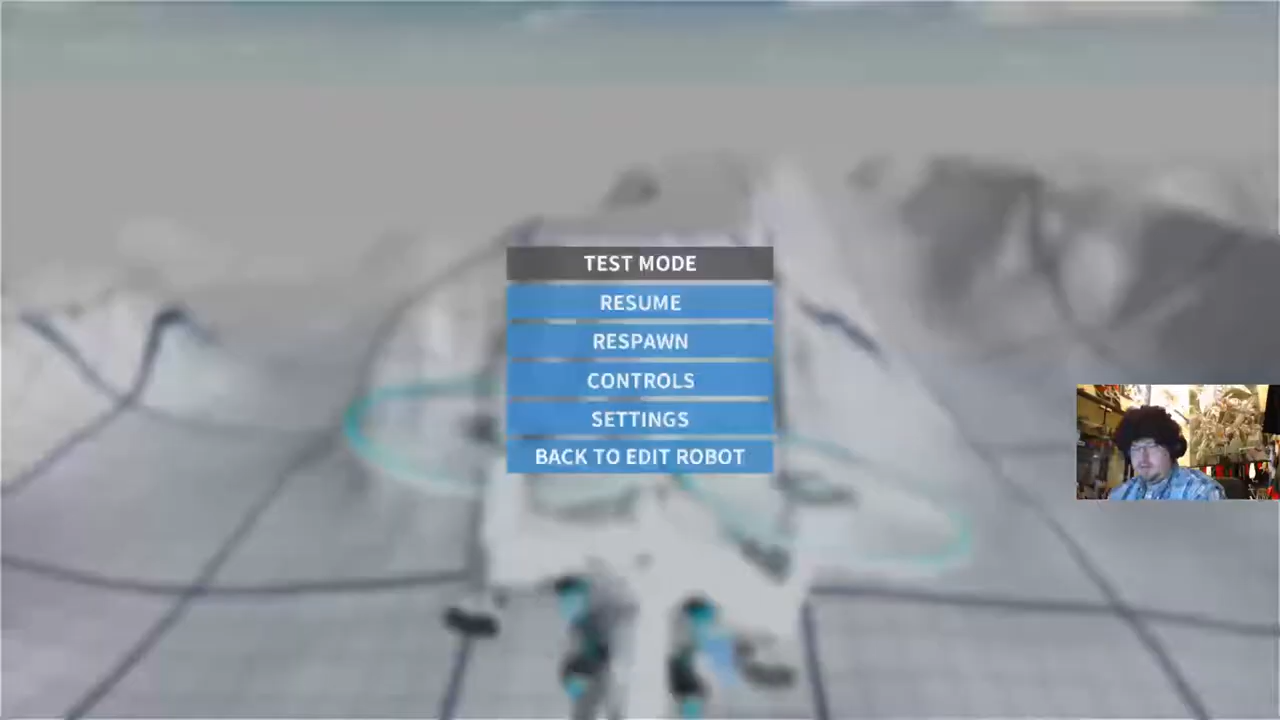 TEST MODE
RESUME
RESPAWN
CONTROLS
SETTINGS
BACK TO EDIT ROBOT